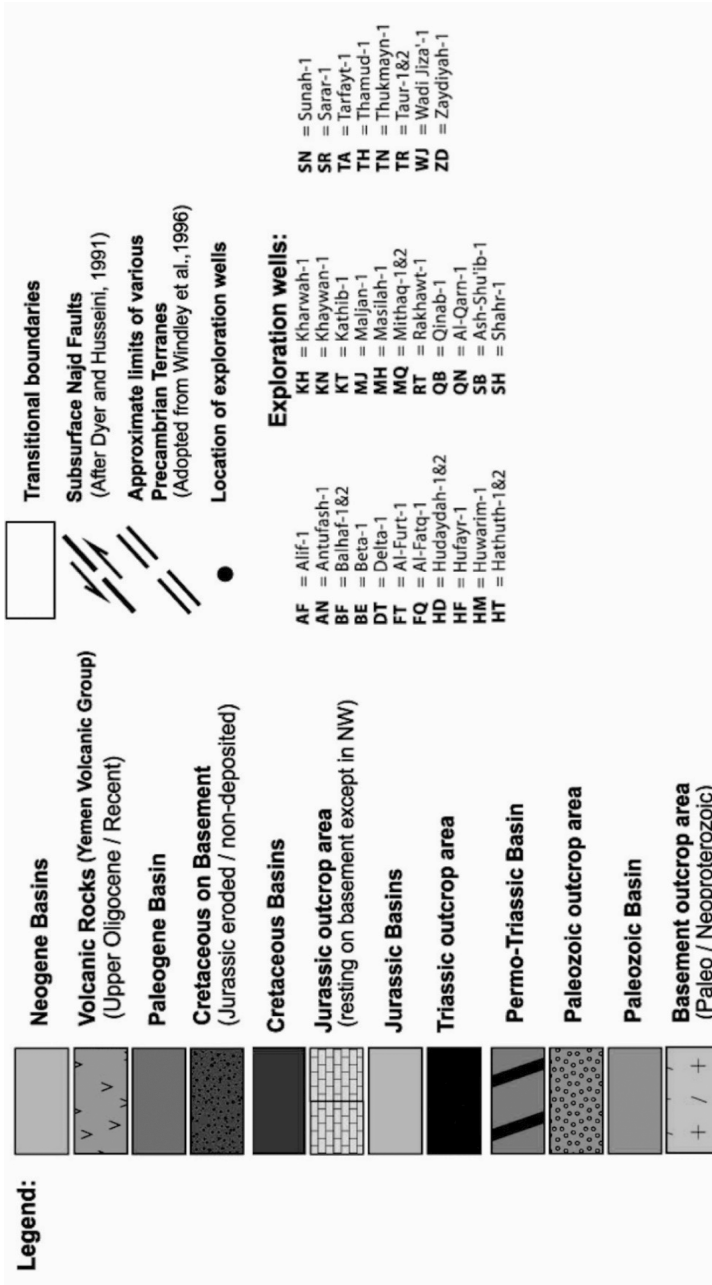 Legend:
Neogene Basins
Volcanic Rocks (Yemen Volcanic Group)
(Upper Oligocene / Recent)
Paleogene Basin
Cretaceous on Basement
(Jurassic eroded / non-deposited)
Cretaceous Basins
Jurassic outcrop area
(resting on basement except in NW)
Jurassic Basins
Triassic outcrop area
Permo-Triassic Basin
Paleozoic outcrop area
Paleozoic Basin
Basement outcrop area
(Paleo / Neoproterozoic)
Transitional boundaries
Subsurface Najd Faults
(After Dyer and Husseini, 1991)
Approximate limits of various
Precambrian Terranes
(Adopted from Windley et al.,1996)
Location of exploration wells
Exploration wells:
AF = Alif-1
AN = Antufash-1
BF = Balhaf-1&2
BE = Beta-1
DT = Delta-1
FT = Al-Furt-1
FQ = Al-Fatq-1
HD = Hudaydah-1&2
HF = Hufayr-1
HM = Huwarim-1
HT = Hathuth-1&2
KH = Kharwah-1
KN = Khaywan-1
KT = Kathib-1
MJ = Maljan-1
MH = Masilah-1
MQ = Mithaq-1&2
RT = Rakhawt-1
QB = Qinab-1
QN = Al-Qarn-1
SB = Ash-Shu'ib-1
SH = Shahr-1
SN = Sunah-1
SR = Sarar-1
TA = Tarfayt-1
TH = Thamud-1
TN = Thukmayn-1
TR = Taur-1&2
WJ = Wadi Jiza'-1
ZD = Zaydiyah-1